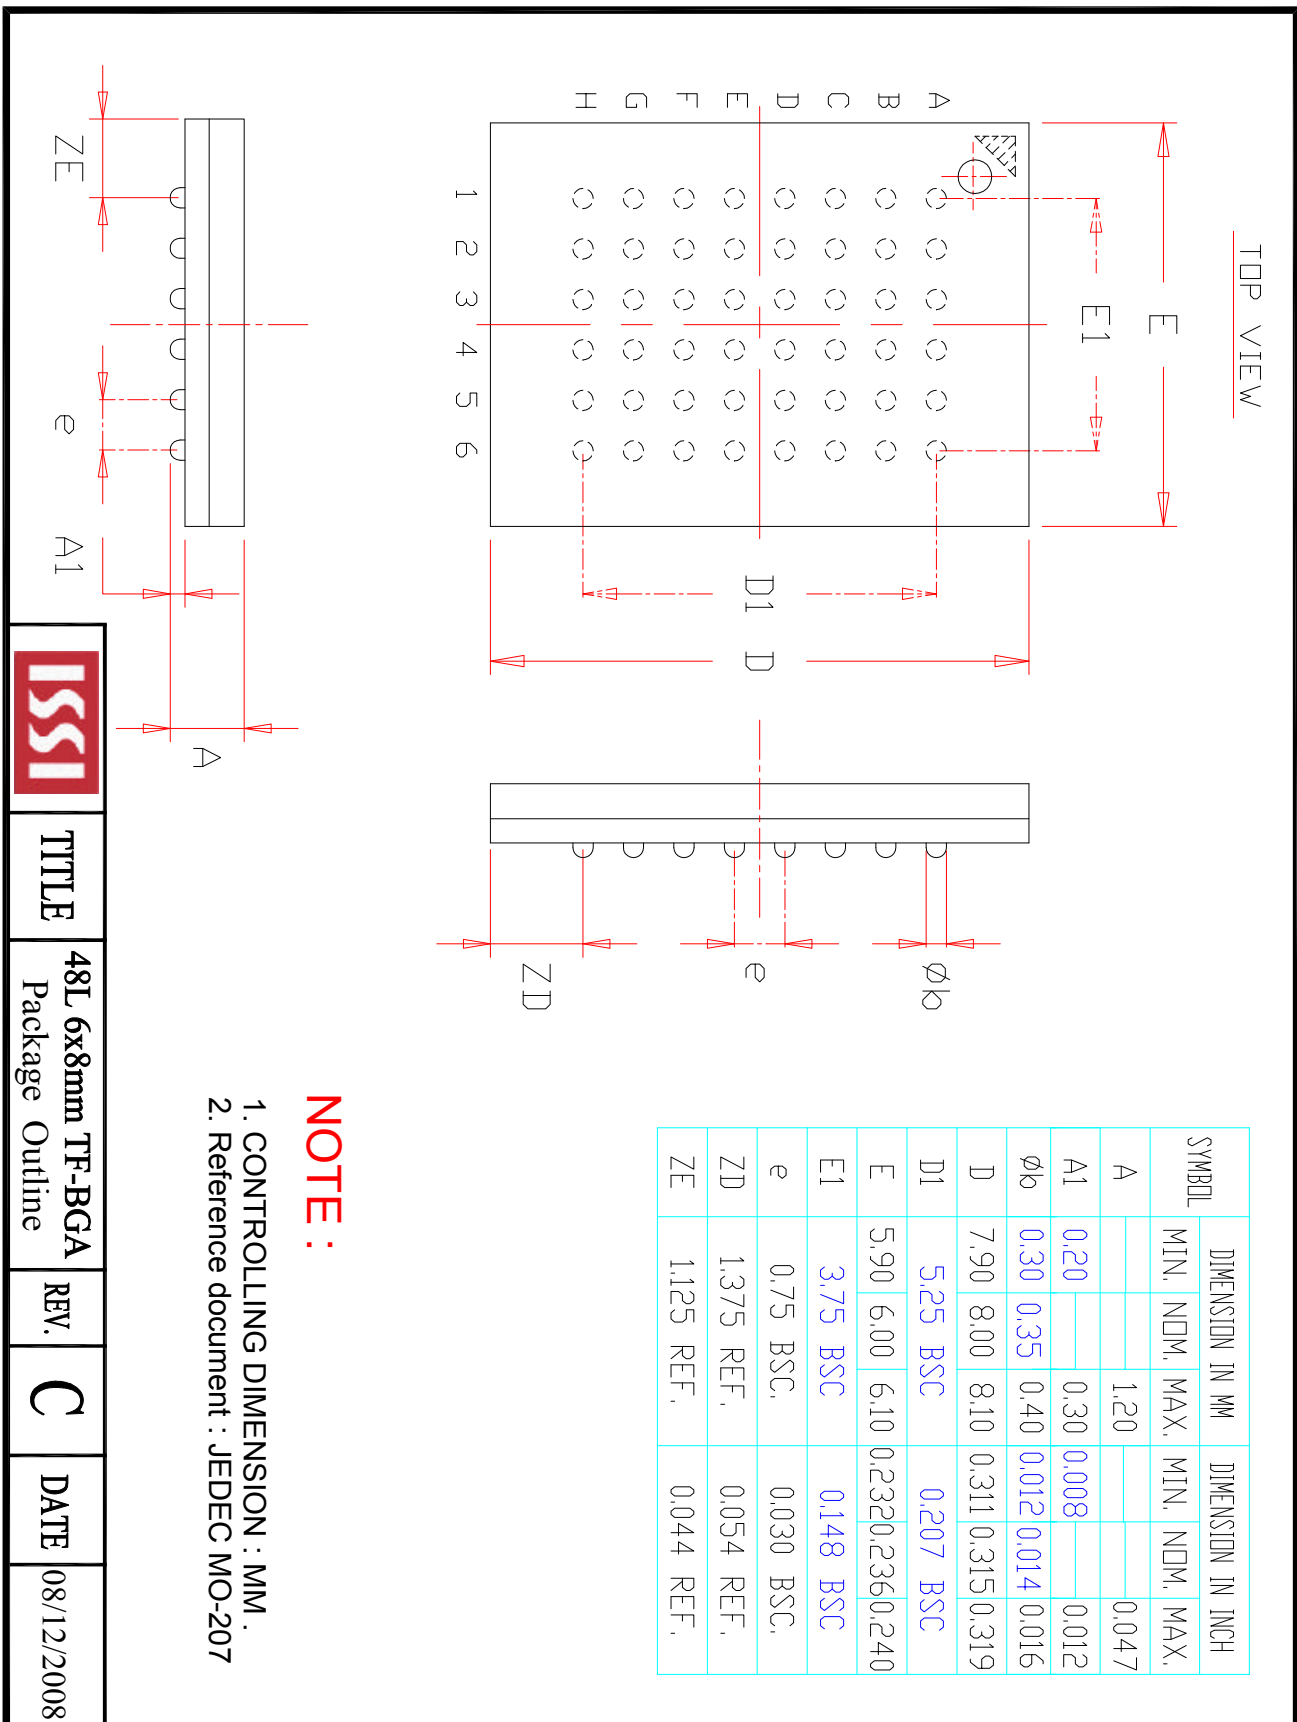 TOP VIEW
E
E1
A
B
C
D
E
F
G
H
1
2
3
4
5
6
D1
D
ZE
e
A1
A
Øb
e
ZD
SYMBOL DIMENSION IN MM DIMENSION IN INCH
MIN. NOM. MAX. MIN. NOM. MAX.
A 1.20 0.047
A1 0.20 0.30 0.008 0.012
Øb 0.30 0.35 0.40 0.012 0.014 0.016
D 7.90 8.00 8.10 0.311 0.315 0.319
D1 5.25 BSC 0.207 BSC
E 5.90 6.00 6.10 0.232 0.236 0.240
E1 3.75 BSC 0.148 BSC
e 0.75 BSC. 0.030 BSC.
ZD 1.375 REF. 0.054 REF.
ZE 1.125 REF. 0.044 REF.
NOTE :
1. CONTROLLING DIMENSION : MM .
2. Reference document : JEDEC MO-207
ISSI
TITLE
48L 6x8mm TF-BGA
Package Outline
REV.
C
DATE
08/12/2008